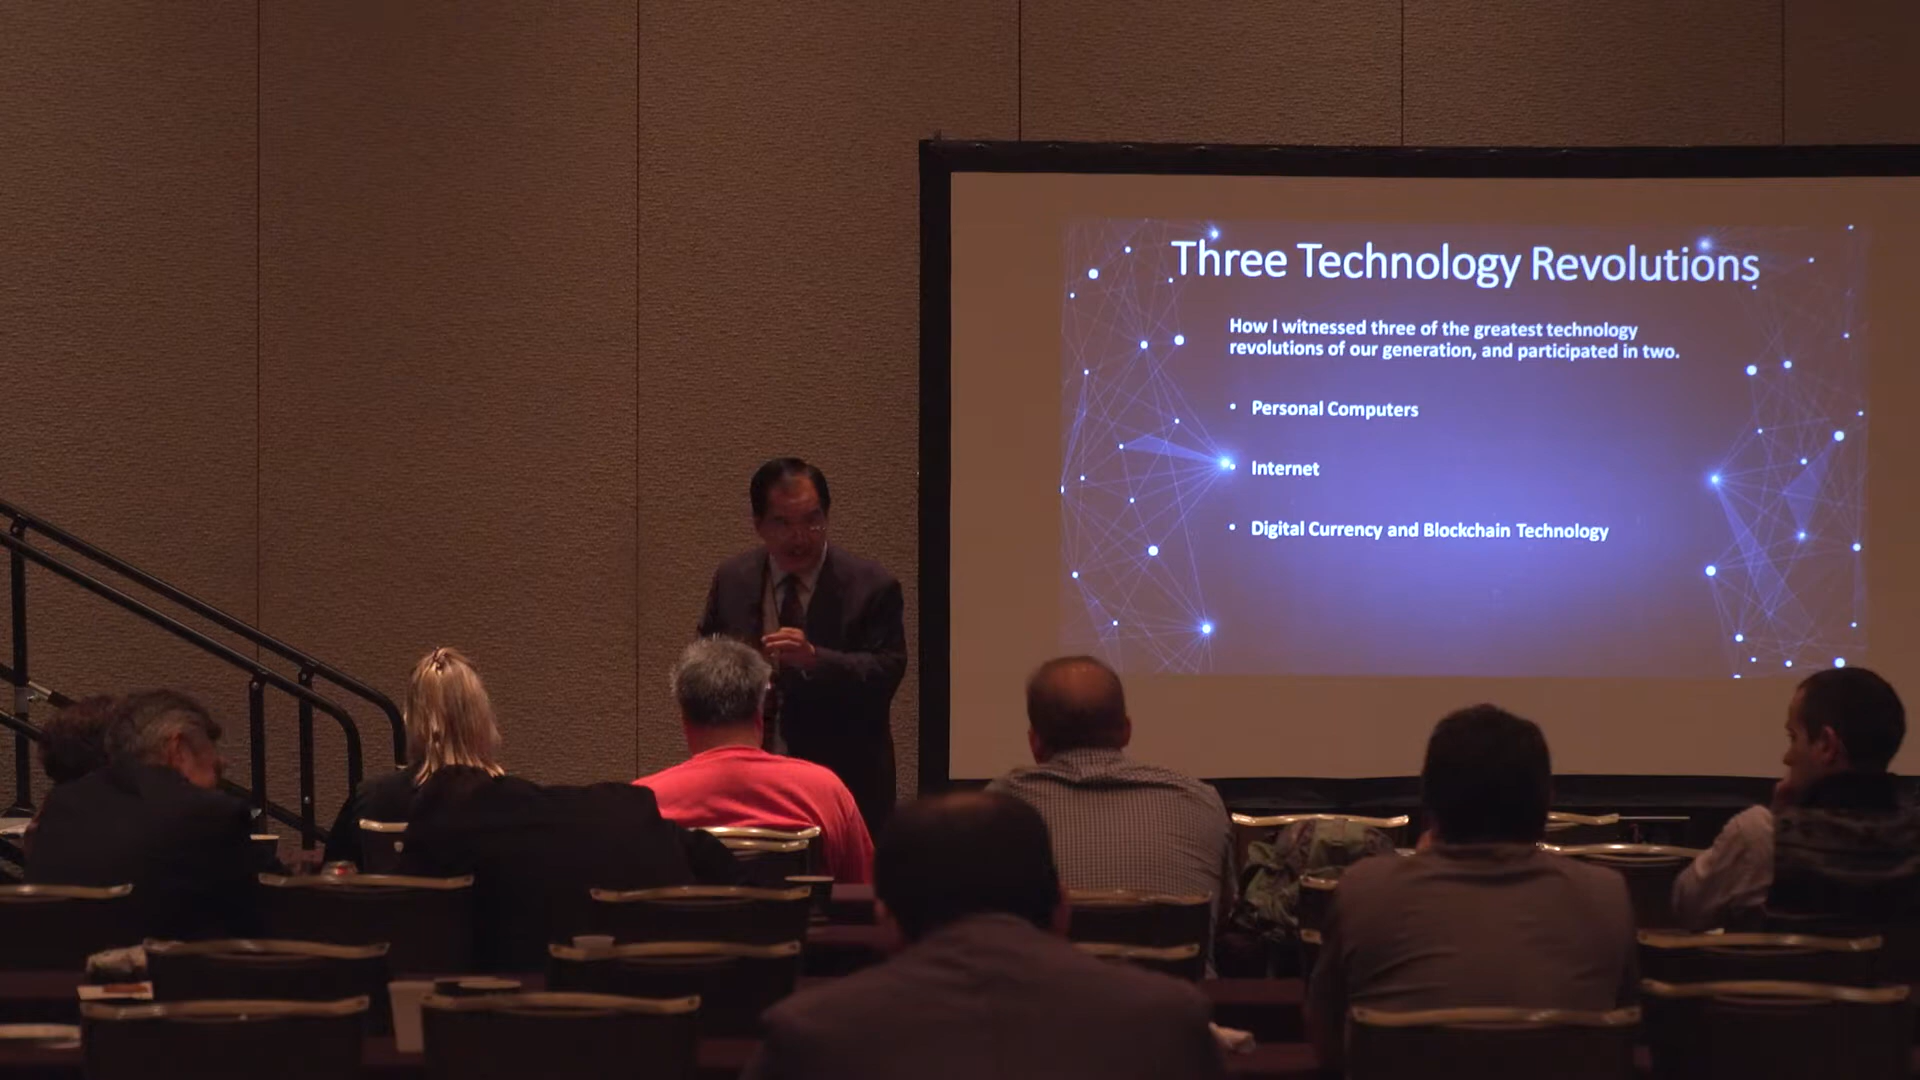 Three Technology Revolutions
How I witnessed three of the greatest technology
revolutions of our generation, and participated in two.
• Personal Computers
• Internet
• Digital Currency and Blockchain Technology